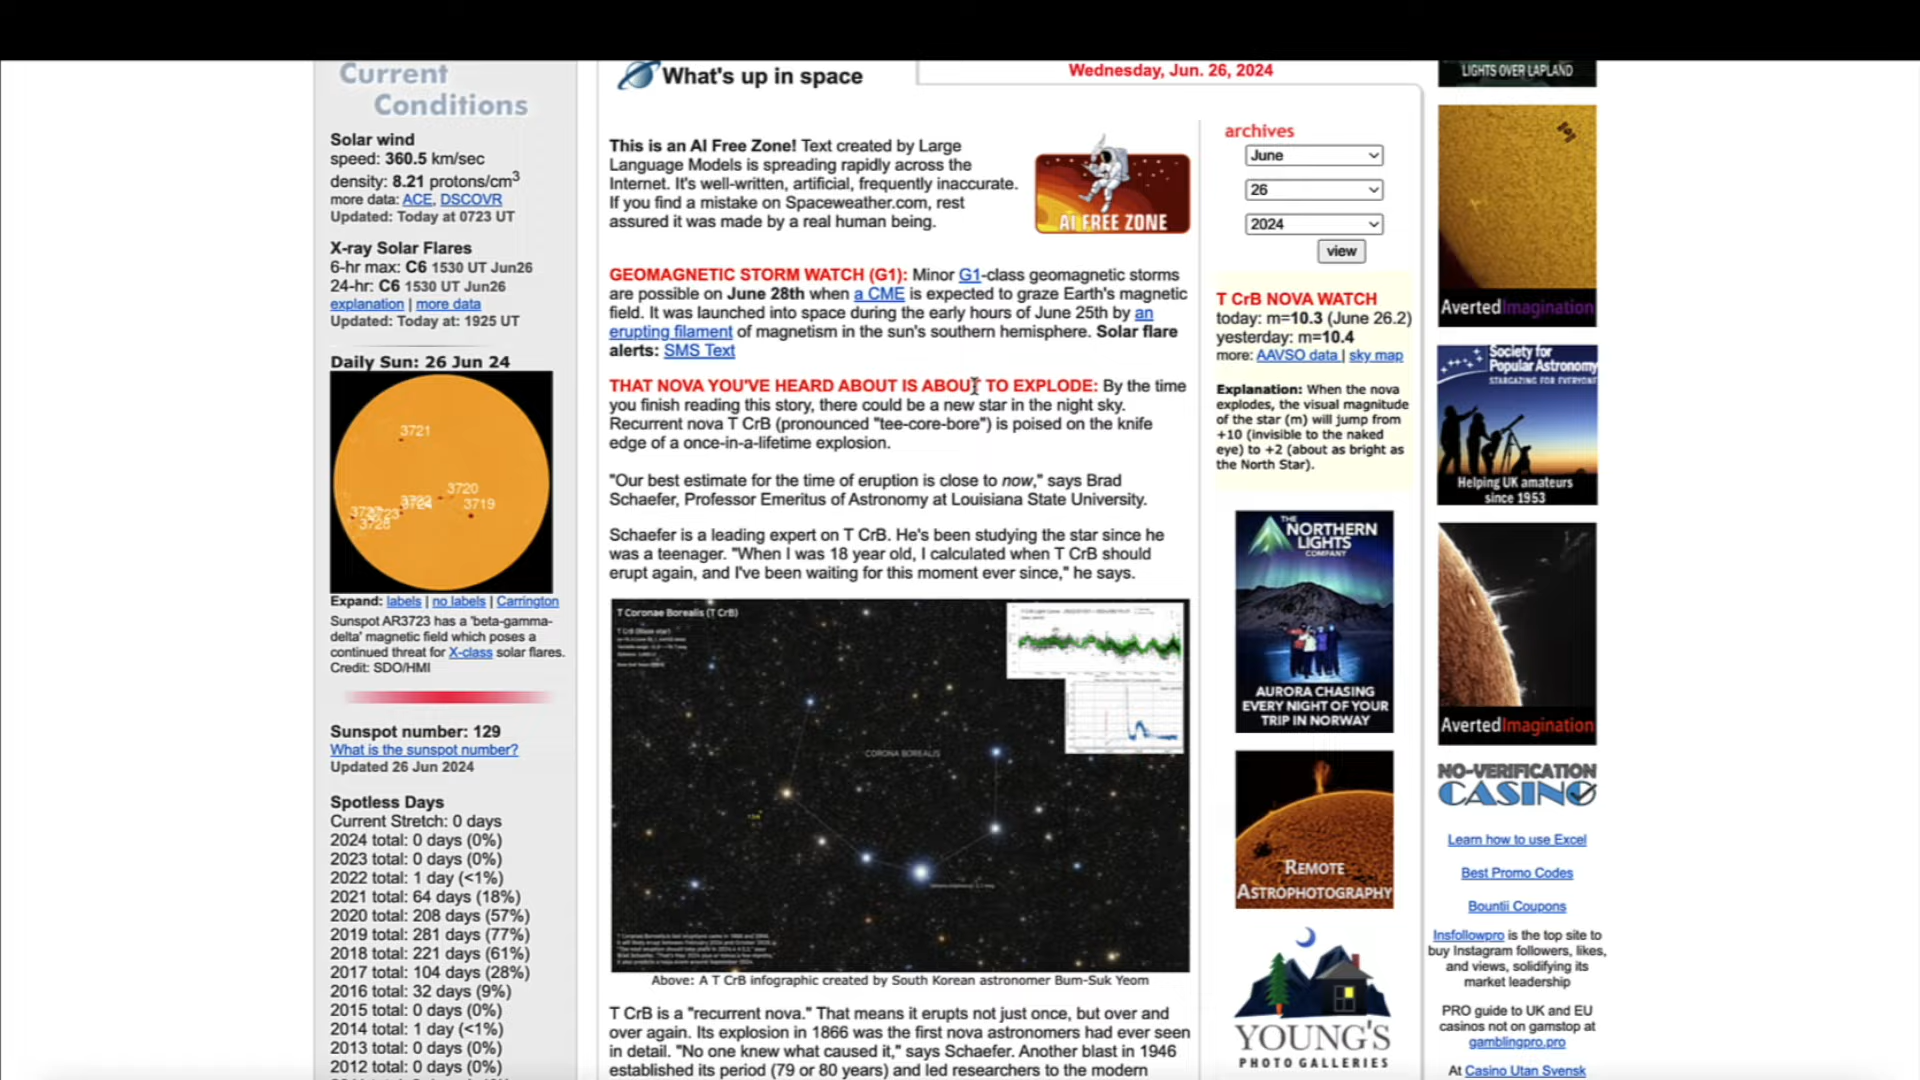 Current
Conditions
Solar wind
speed: 360.5 km/sec
density: 8.21 protons/cm3
more data: ACE, DSCOVR
Updated: Today at 0723 UT
X-ray Solar Flares
6-hr max: C6 1530 UT Jun26
24-hr: C6 1530 UT Jun26
explanation | more data
Updated: Today at: 1925 UT
Daily Sun: 26 Jun 24
3721
3720
3719
3728
Expand: labels | no labels | Carrington
Sunspot AR3723 has a 'beta-gamma-
delta' magnetic field which poses a
continued threat for X-class solar flares.
Credit: SDO/HMI
Sunspot number: 129
What is the sunspot number?
Updated 26 Jun 2024
Spotless Days
Current Stretch: 0 days
2024 total: 0 days (0%)
2023 total: 0 days (0%)
2022 total: 1 day (<1%)
2021 total: 64 days (18%)
2020 total: 208 days (57%)
2019 total: 281 days (77%)
2018 total: 221 days (61%)
2017 total: 104 days (28%)
2016 total: 32 days (9%)
2015 total: 0 days (0%)
2014 total: 1 day (<1%)
2013 total: 0 days (0%)
2012 total: 0 days (0%)
What's up in space
Wednesday, Jun. 26, 2024
This is an AI Free Zone! Text created by Large
Language Models is spreading rapidly across the
Internet. It's well-written, artificial, frequently inaccurate.
If you find a mistake on Spaceweather.com, rest
assured it was made by a real human being.
AI FREE ZONE
GEOMAGNETIC STORM WATCH (G1): Minor G1-class geomagnetic storms
are possible on June 28th when a CME is expected to graze Earth's magnetic
field. It was launched into space during the early hours of June 25th by an
erupting filament of magnetism in the sun's southern hemisphere. Solar flare
alerts: SMS Text
THAT NOVA YOU'VE HEARD ABOUT IS ABOUT TO EXPLODE: By the time
you finish reading this story, there could be a new star in the night sky.
Recurrent nova T CrB (pronounced "tee-core-bore") is poised on the knife
edge of a once-in-a-lifetime explosion.
"Our best estimate for the time of eruption is close to now," says Brad
Schaefer, Professor Emeritus of Astronomy at Louisiana State University.
Schaefer is a leading expert on T CrB. He's been studying the star since he
was a teenager. "When I was 18 year old, I calculated when T CrB should
erupt again, and I've been waiting for this moment ever since," he says.
T Coronae Borealis (T CrB)
CORONA BOREALIS
Above: A T CrB infographic created by South Korean astronomer Bum-Suk Yeom
T CrB is a "recurrent nova." That means it erupts not just once, but over and
over again. Its explosion in 1866 was the first nova astronomers had ever seen
in detail. "No one knew what caused it," says Schaefer. Another blast in 1946
established its period (79 or 80 years) and led researchers to the modern
archives
June
26
2024
view
T CrB NOVA WATCH
today: m=10.3 (June 26.2)
yesterday: m=10.4
more: AAVSO data | sky map
Explanation: When the nova
explodes, the visual magnitude
of the star (m) will jump from
+10 (invisible to the naked
eye) to +2 (about as bright as
the North Star).
THE
NORTHERN
LIGHTS
COMPANY
AURORA CHASING
EVERY NIGHT OF YOUR
TRIP IN NORWAY
REMOTE
ASTROPHOTOGRAPHY
YOUNG'S
PHOTO GALLERIES
LIGHTS OVER LAPLAND
AvertedImagination
Society for
Popular Astronomy
STARGAZING FOR EVERYONE
Helping UK amateurs
since 1953
AvertedImagination
NO-VERIFICATION
CASINO
Learn how to use Excel
Best Promo Codes
Bountii Coupons
Insfollowpro is the top site to
buy Instagram followers, likes,
and views, solidifying its
market leadership
PRO guide to UK and EU
casinos not on gamstop at
gamblingpro.pro
At Casino Utan Svensk